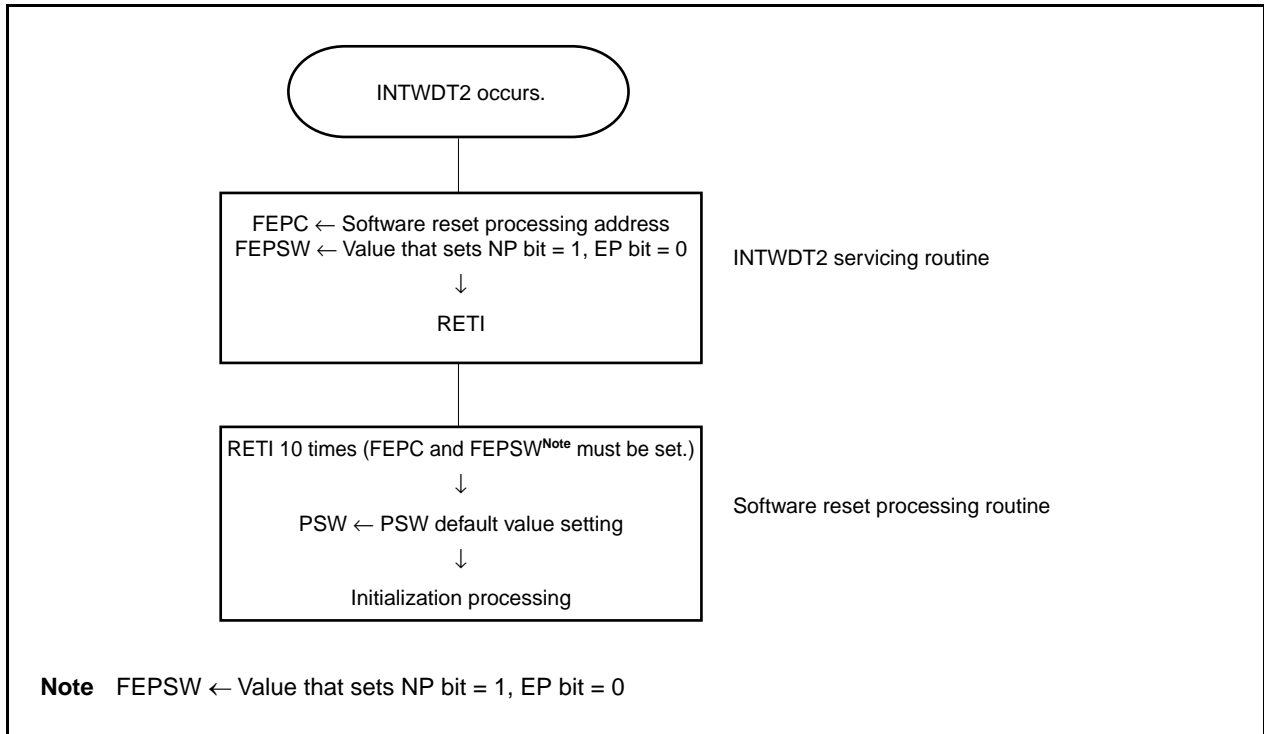 INTWDT2 occurs.
FEPC ← Software reset processing address
FEPSW ← Value that sets NP bit = 1, EP bit = 0
↓
RETI
INTWDT2 servicing routine
RETI 10 times (FEPC and FEPSWNote must be set.)
↓
PSW ← PSW default value setting
↓
Initialization processing
Software reset processing routine
Note FEPSW ← Value that sets NP bit = 1, EP bit = 0